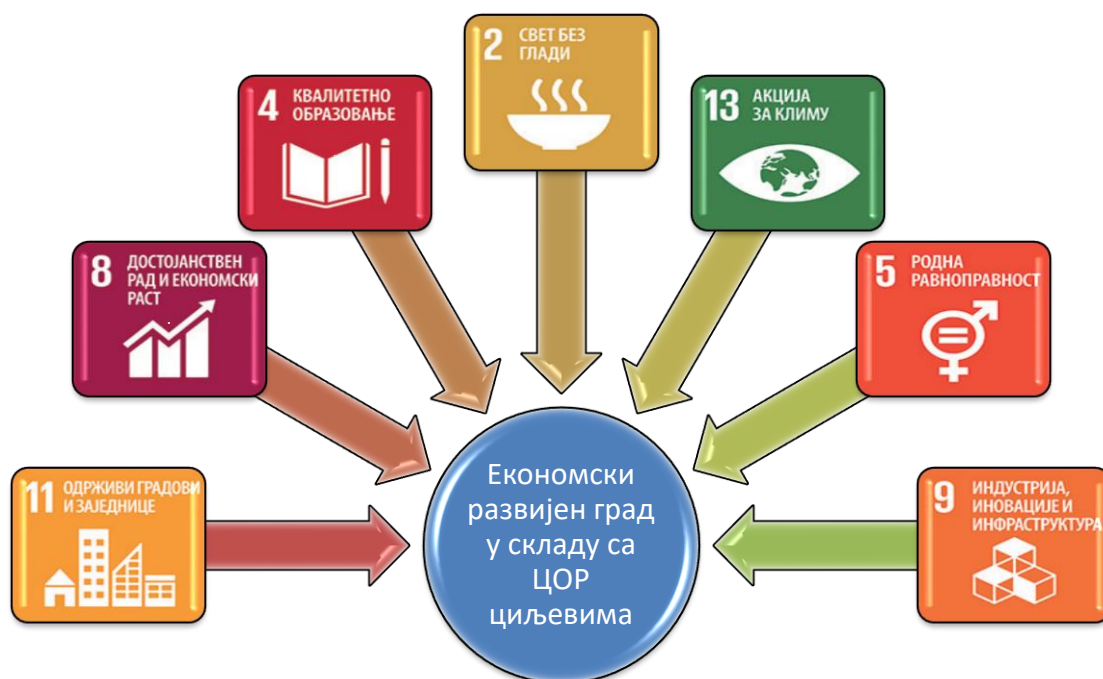 2 СВЕТ БЕЗ
ГЛАДИ
4 КВАЛИТЕТНО
ОБРАЗОВАЊЕ
13 АКЦИЈА
ЗА КЛИМУ
8 ДОСТОЈАНСТВЕН
РАД И ЕКОНОМСКИ
РАСТ
5 РОДНА
РАВНОПРАВНОСТ
11 ОДРЖИВИ ГРАДОВИ
И ЗАЈЕДНИЦЕ
9 ИНДУСТРИЈА,
ИНОВАЦИЈЕ И
ИНФРАСТРУКТУРА
Економски
развијен град
у складу са
ЦОР
циљевима